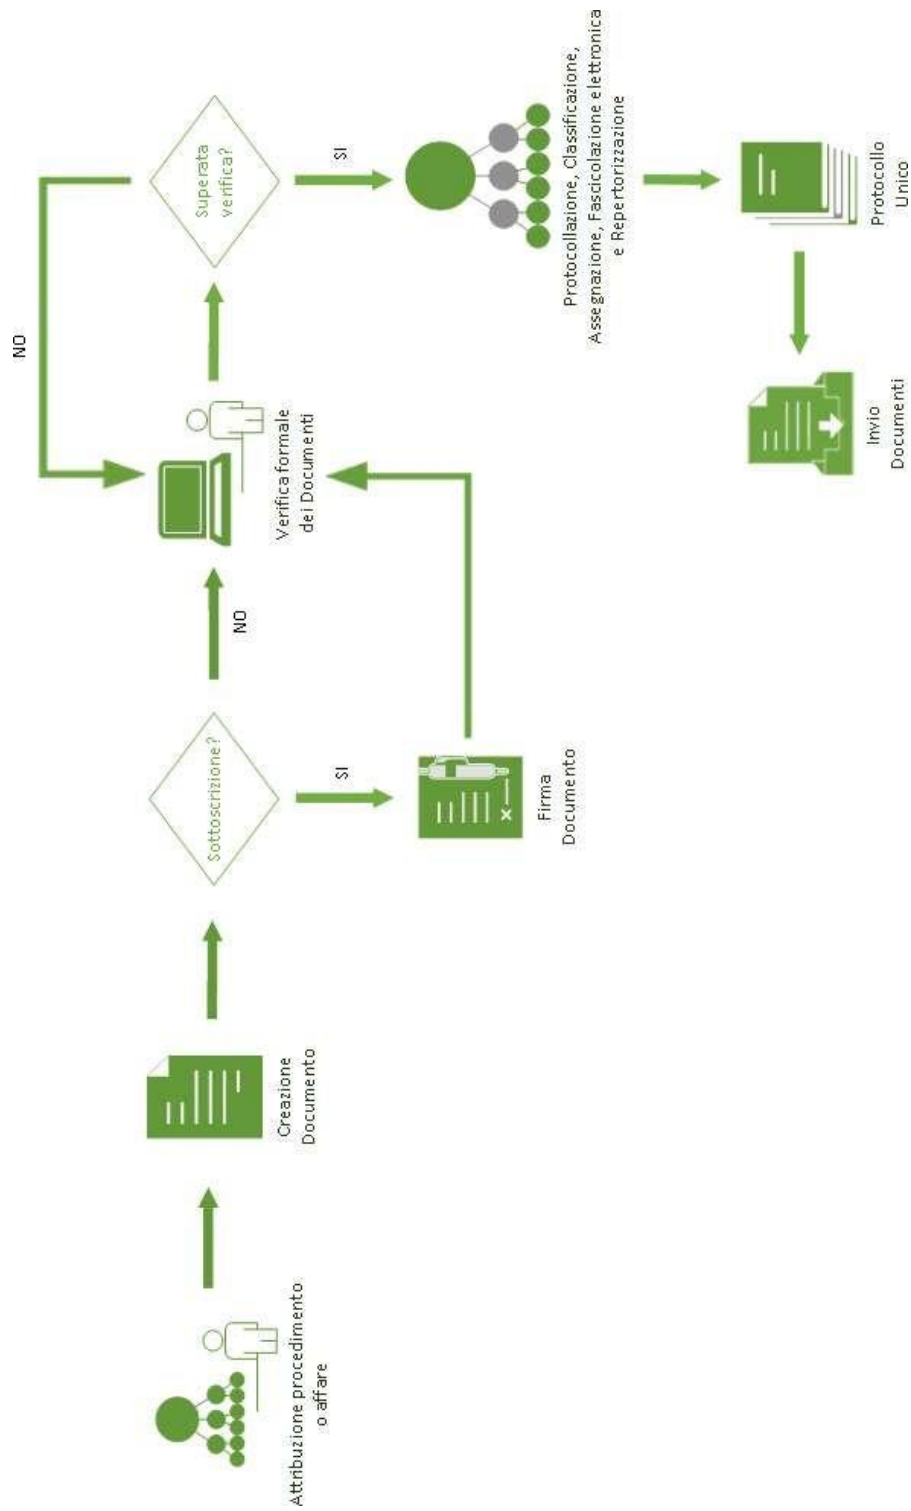 Attribuzione procedimento
o affare
Creazione
Documento
Sottoscrizione?
NO
SI
Firma
Documento
Verifica formale
dei Documenti
NO
Superata
verifica?
SI
Protocollazione, Classificazione,
Assegnazione, Fascicolazione elettronica
e Repertorizzazione
Protocollo
Unico
Invio
Documenti